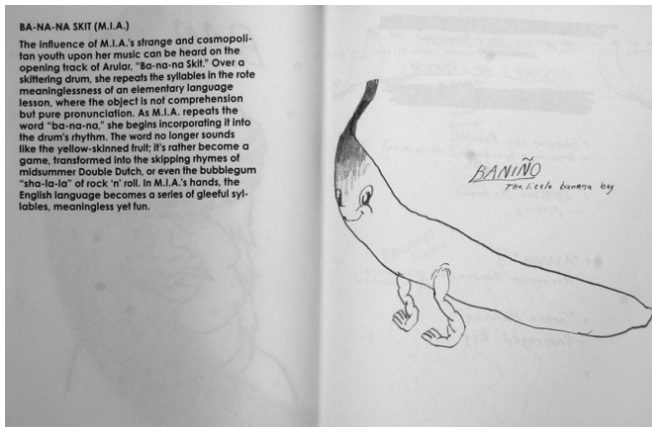 BA-NA-NA SKIT (M.I.A.)
The influence of M.I.A.'s strange and cosmopoli-
tan youth upon her music can be heard on the
opening track of Arular, "Ba-na-na Skit." Over a
skittering drum, she repeats the syllables in the rote
meaninglessness of an elementary language
lesson, where the object is not comprehension
but pure pronunciation. As M.I.A. repeats the
word "ba-na-na," she begins incorporating it into
the drum's rhythm. The word no longer sounds
like the yellow-skinned fruit; it's rather become a
game, transformed into the skipping rhymes of
midsummer Double Dutch, or even the bubblegum
"sha-la-la" of rock 'n' roll. In M.I.A.'s hands, the
English language becomes a series of gleeful syl-
lables, meaningless yet fun.
BANIÑO
The little banana boy